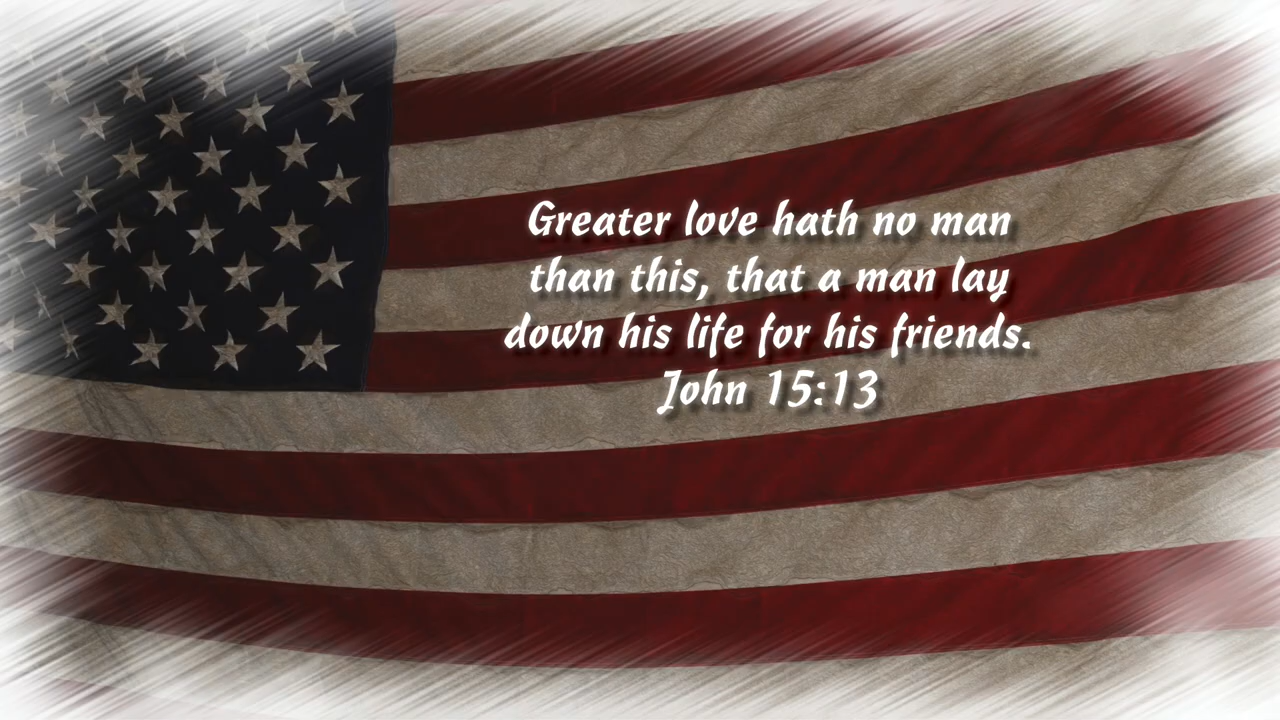 Greater love hath no man
than this, that a man lay
down his life for his friends.
John 15:13